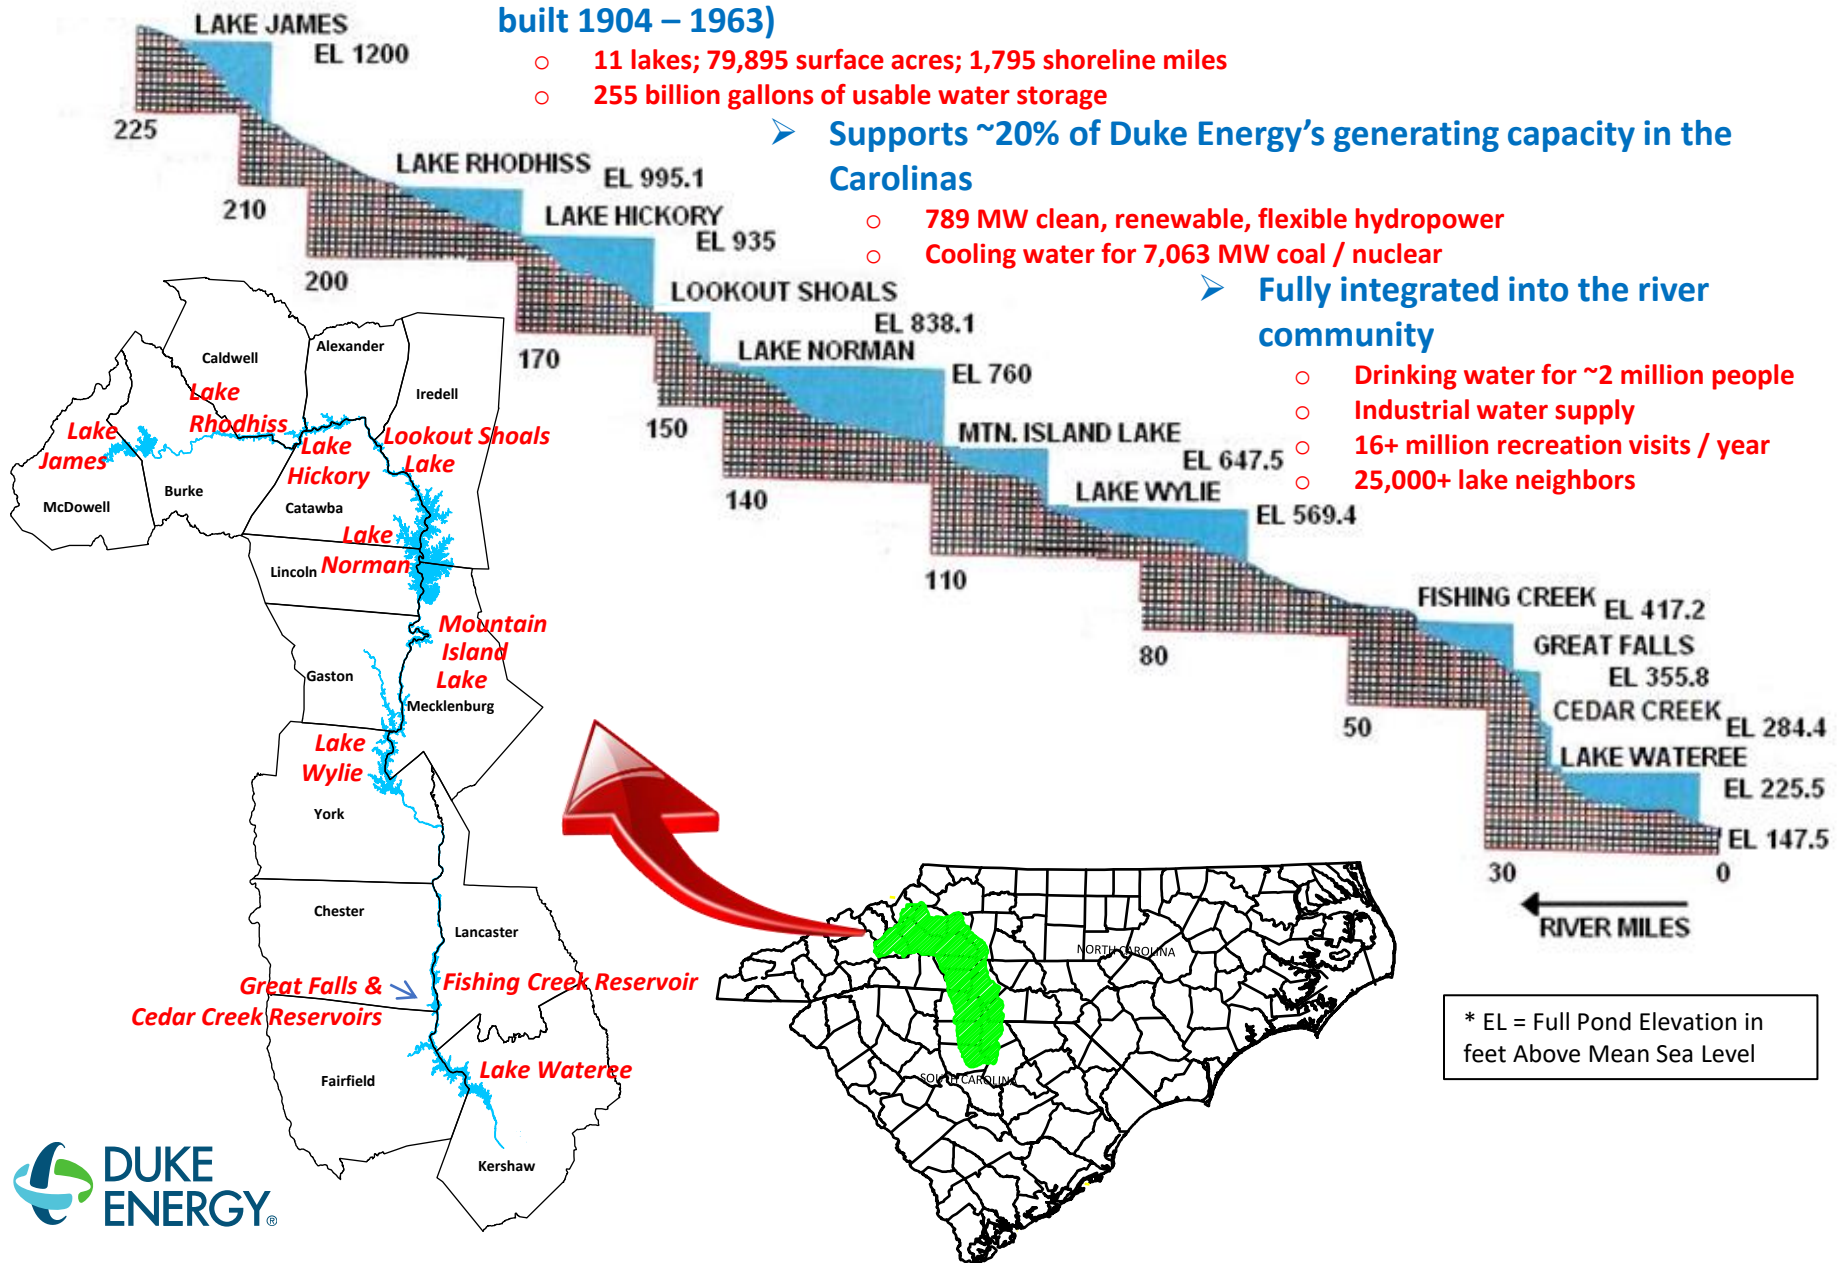 built 1904 – 1963)
○ 11 lakes; 79,895 surface acres; 1,795 shoreline miles
○ 255 billion gallons of usable water storage
➢ Supports ~20% of Duke Energy's generating capacity in the
Carolinas
○ 789 MW clean, renewable, flexible hydropower
○ Cooling water for 7,063 MW coal / nuclear
➢ Fully integrated into the river
community
○ Drinking water for ~2 million people
○ Industrial water supply
○ 16+ million recreation visits / year
○ 25,000+ lake neighbors
LAKE JAMES
EL 1200
LAKE RHODHISS
EL 995.1
LAKE HICKORY
EL 935
LOOKOUT SHOALS
EL 838.1
LAKE NORMAN
EL 760
MTN. ISLAND LAKE
EL 647.5
LAKE WYLIE
EL 569.4
FISHING CREEK
EL 417.2
GREAT FALLS
EL 355.8
CEDAR CREEK
EL 284.4
LAKE WATEREE
EL 225.5
EL 147.5
225
210
200
170
150
140
110
80
50
30
0
RIVER MILES
Caldwell
Alexander
Iredell
Lake
Rhodhiss
Lake
James
Lake
Hickory
Lookout Shoals
Lake
McDowell
Burke
Catawba
Lake
Norman
Lincoln
Mountain
Island
Lake
Gaston
Mecklenburg
Lake
Wylie
York
Chester
Lancaster
Great Falls &
Cedar Creek Reservoirs
Fishing Creek Reservoir
Lake Wateree
Fairfield
Kershaw
NORTH CAROLINA
SOUTH CAROLINA
* EL = Full Pond Elevation in
feet Above Mean Sea Level
DUKE
ENERGY®